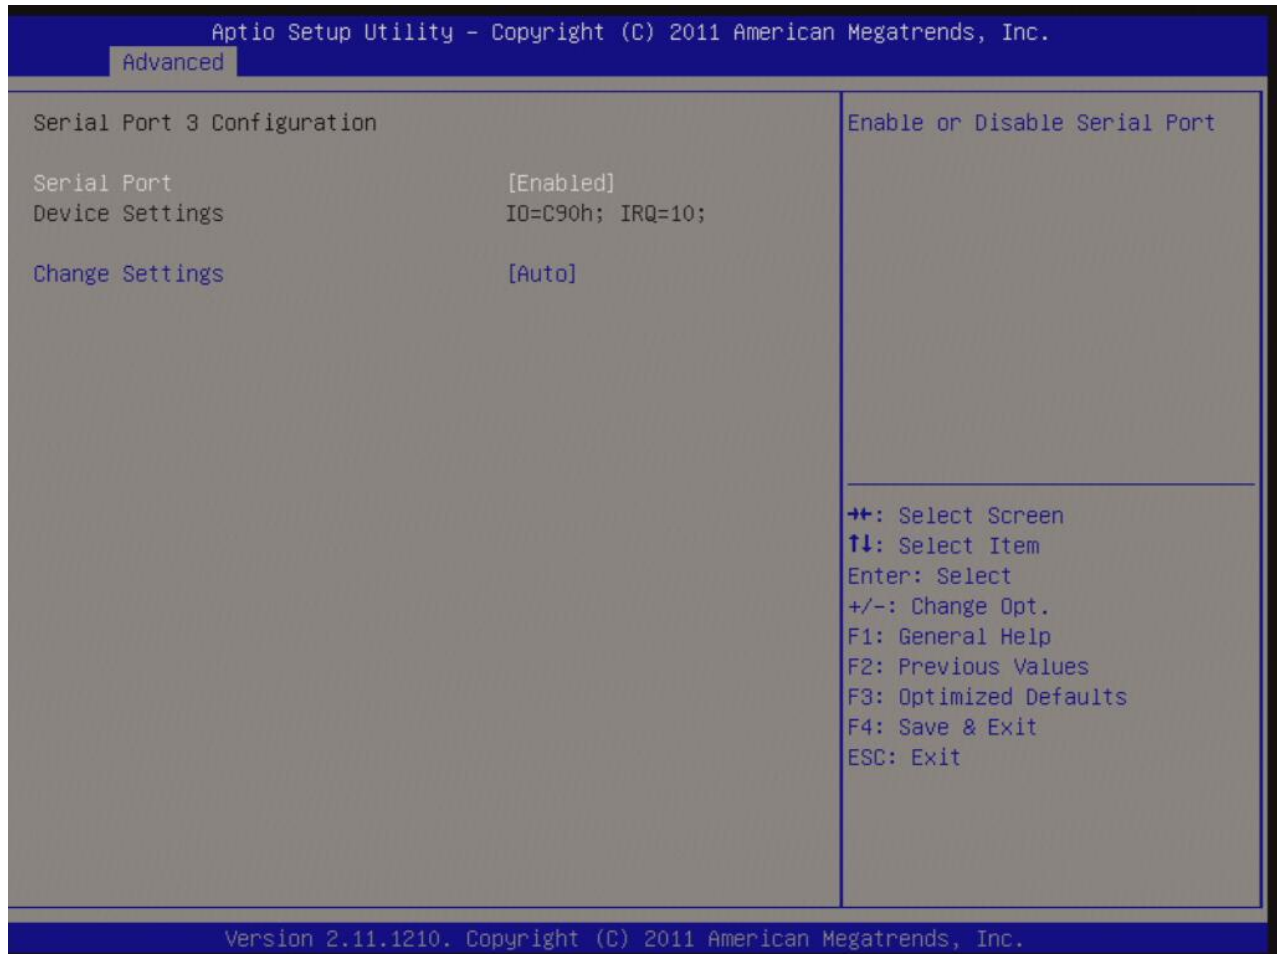 Aptio Setup Utility – Copyright (C) 2011 American Megatrends, Inc.
Advanced
Serial Port 3 Configuration
Serial Port [Enabled]
Device Settings IO=C90h; IRQ=10;
Change Settings [Auto]
Enable or Disable Serial Port
→←: Select Screen
↑↓: Select Item
Enter: Select
+/-: Change Opt.
F1: General Help
F2: Previous Values
F3: Optimized Defaults
F4: Save & Exit
ESC: Exit
Version 2.11.1210. Copyright (C) 2011 American Megatrends, Inc.